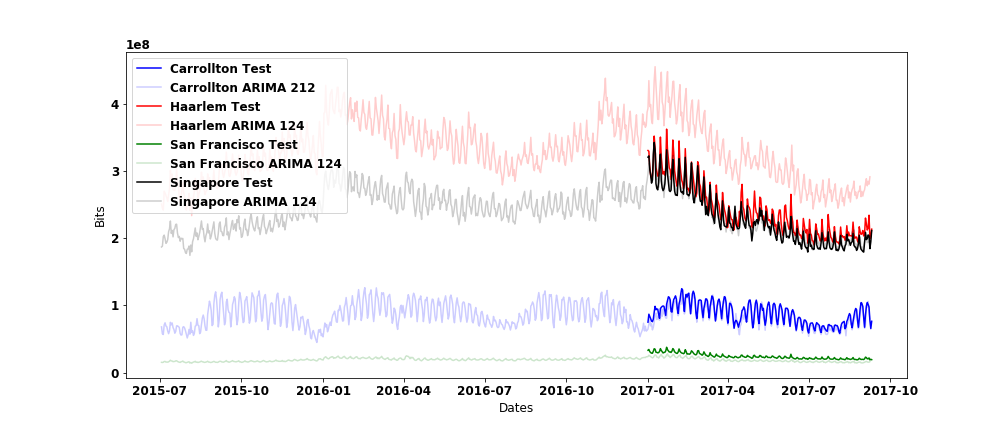 1e8
Carrollton Test
Carrollton ARIMA 212
Haarlem Test
Haarlem ARIMA 124
San Francisco Test
San Francisco ARIMA 124
Singapore Test
Singapore ARIMA 124
4
3
2
1
0
Bits
2015-07 2015-10 2016-01 2016-04 2016-07 2016-10 2017-01 2017-04 2017-07 2017-10
Dates